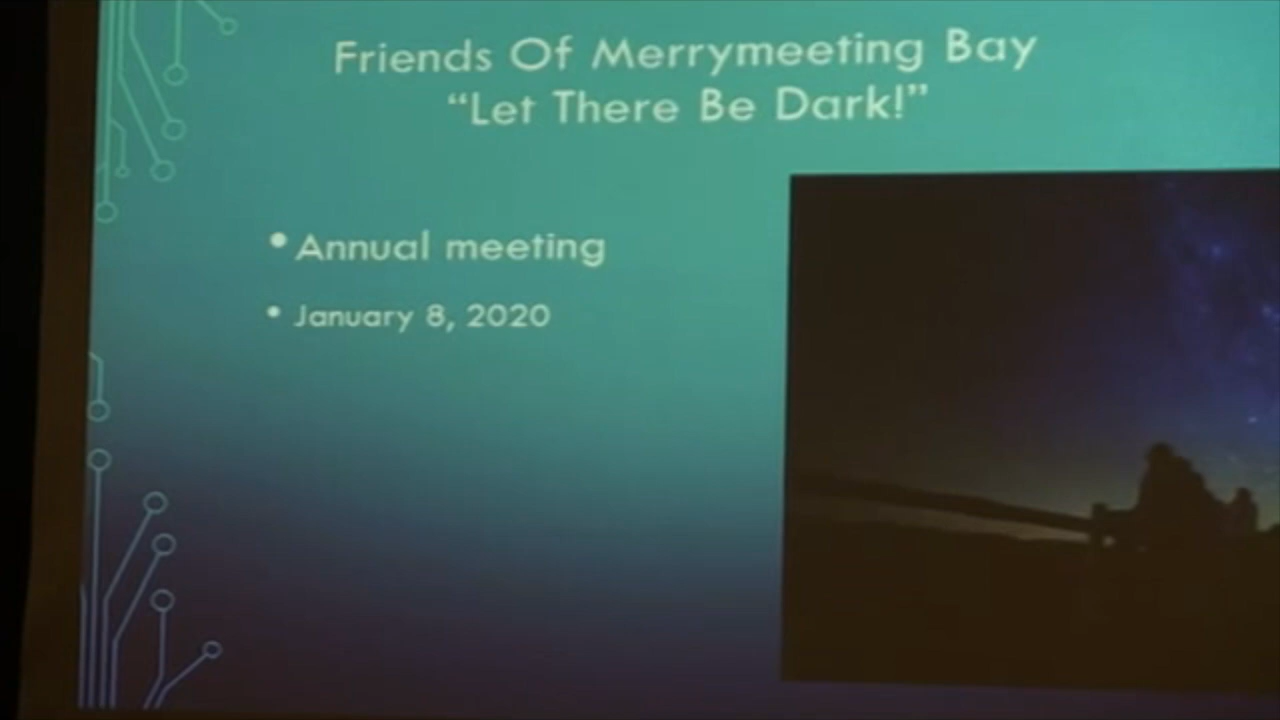 Friends Of Merrymeeting Bay
“Let There Be Dark!”
• Annual meeting
• January 8, 2020